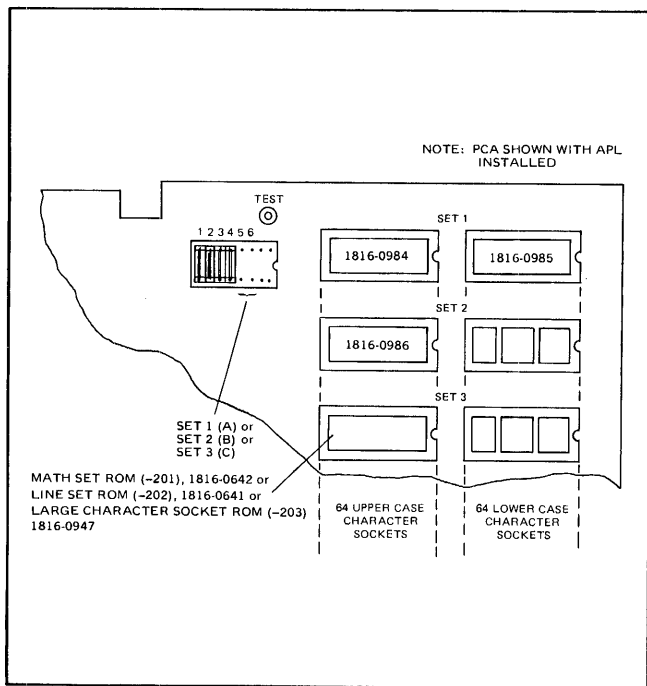 NOTE: PCA SHOWN WITH APL
INSTALLED
TEST
SET 1
1 2 3 4 5 6
1816-0984
1816-0985
SET 2
1816-0986
SET 3
SET 1 (A) or
SET 2 (B) or
SET 3 (C)
MATH SET ROM (-201), 1816-0642 or
LINE SET ROM (-202), 1816-0641 or
LARGE CHARACTER SOCKET ROM (-203)
1816-0947
64 UPPER CASE
CHARACTER
SOCKETS
64 LOWER CASE
CHARACTER
SOCKETS